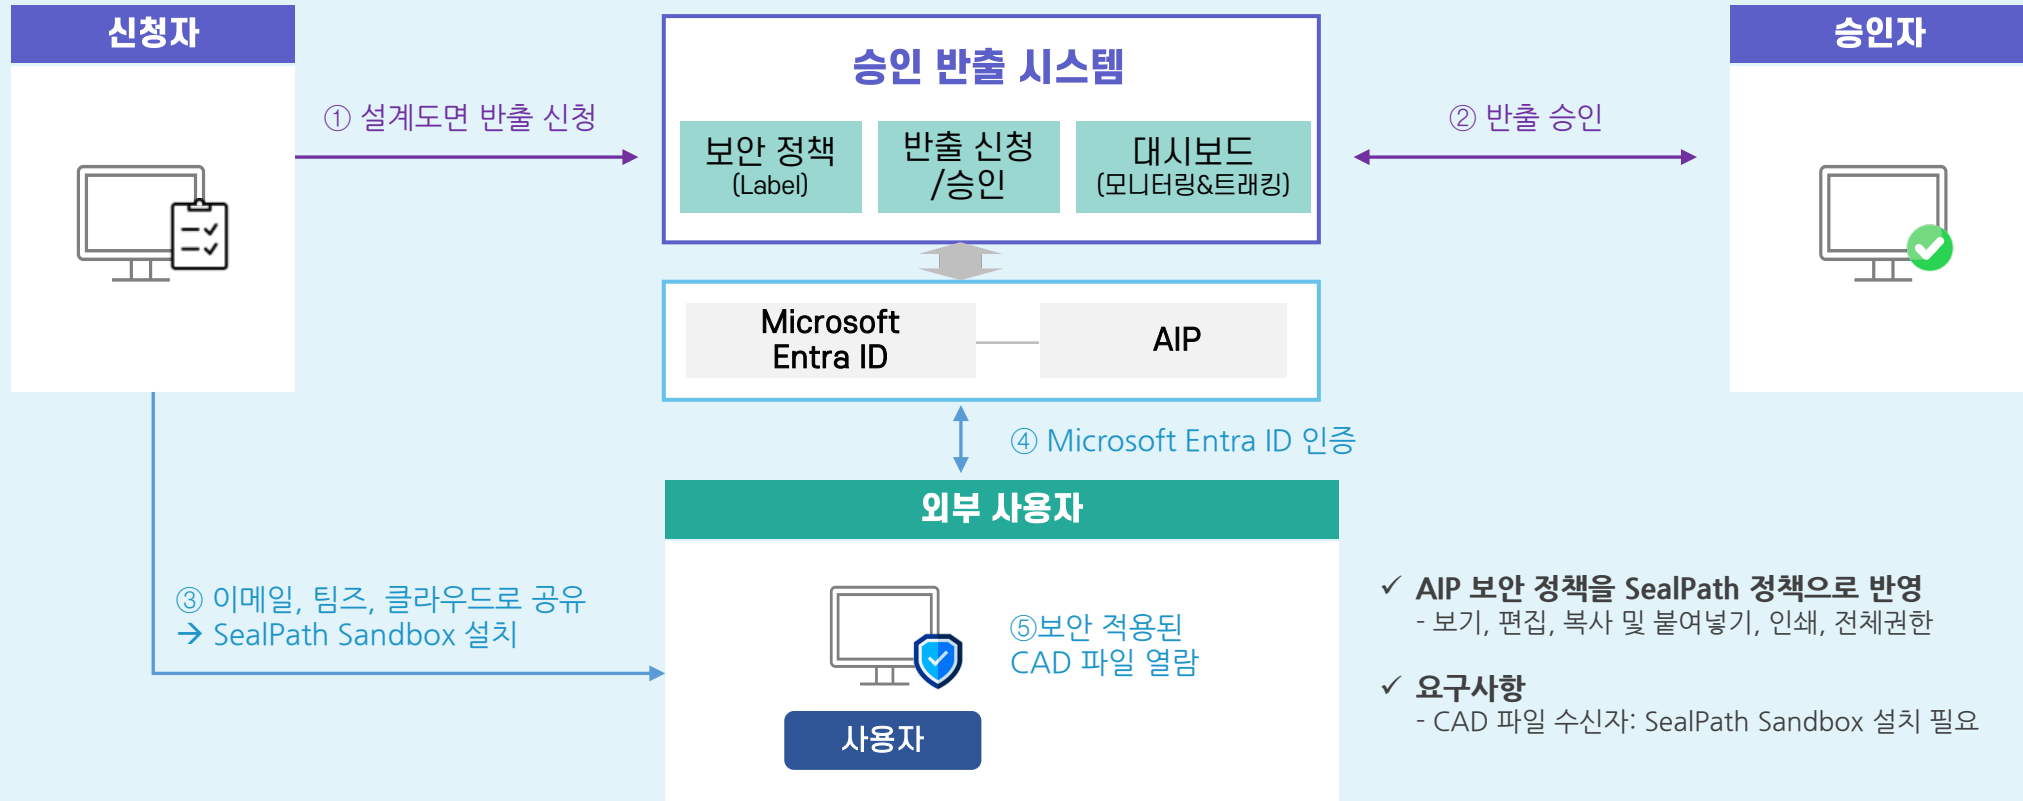 신청자
① 설계도면 반출 신청
승인 반출 시스템
보안 정책
(Label)
반출 신청
/승인
대시보드
(모니터링&트래킹)
② 반출 승인
승인자
Microsoft
Entra ID
AIP
④ Microsoft Entra ID 인증
③ 이메일, 팀즈, 클라우드로 공유
→ SealPath Sandbox 설치
외부 사용자
⑤보안 적용된
CAD 파일 열람
사용자
✓ AIP 보안 정책을 SealPath 정책으로 반영
- 보기, 편집, 복사 및 붙여넣기, 인쇄, 전체권한
✓ 요구사항
- CAD 파일 수신자: SealPath Sandbox 설치 필요